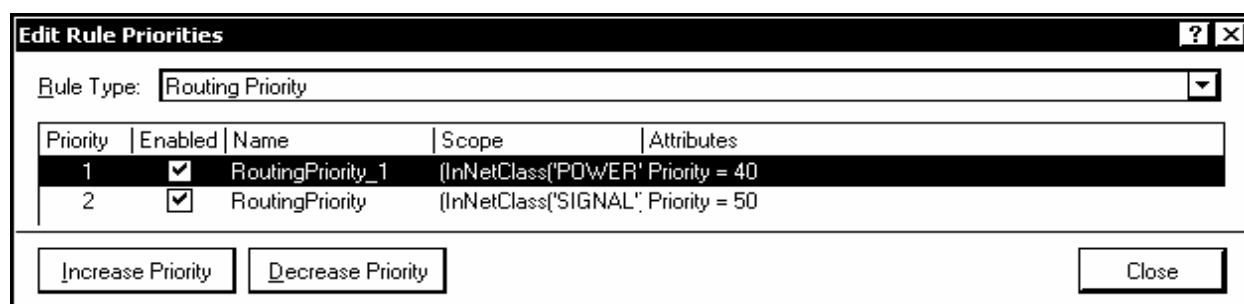 Edit Rule Priorities
Rule Type: Routing Priority
Priority Enabled Name Scope Attributes
1 RoutingPriority_1 (InNetClass('POWER' Priority = 40
2 RoutingPriority (InNetClass('SIGNAL' Priority = 50
Increase Priority Decrease Priority Close